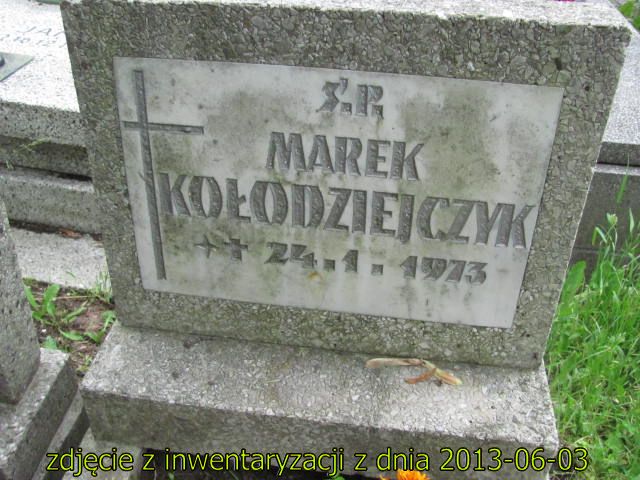 Ś.P.
MAREK
KOŁODZIEJCZYK
++ 24.1.1973
zdjęcie z inwentaryzacji z dnia 2013-06-03